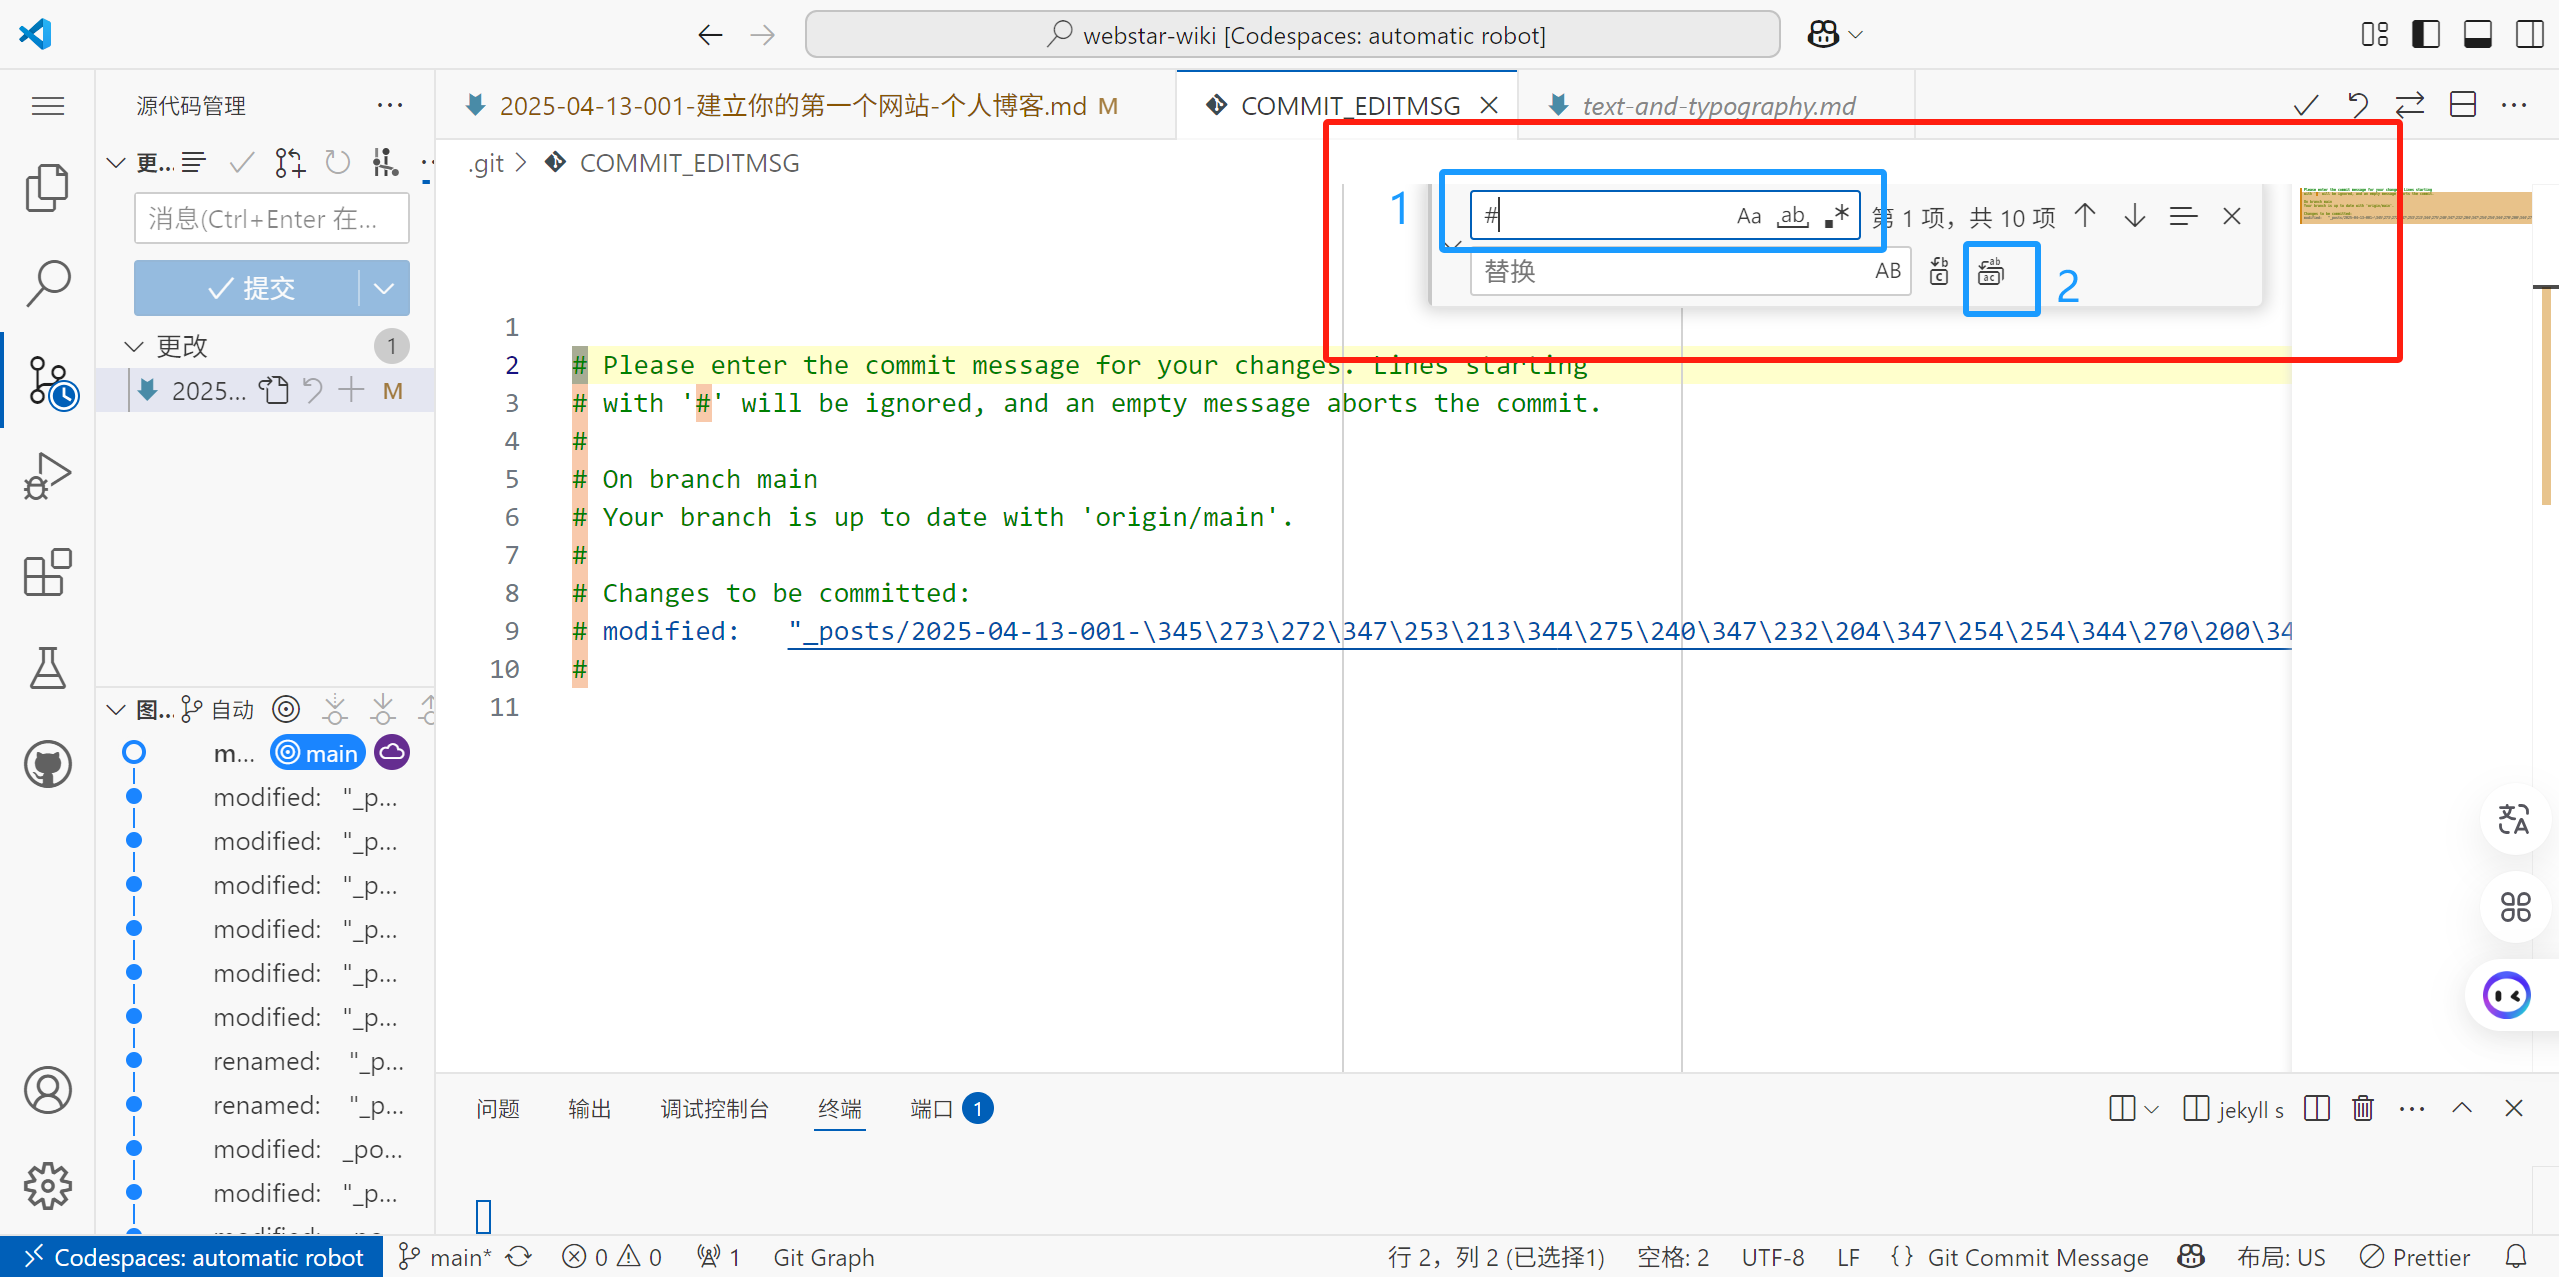 webstar-wiki [Codespaces: automatic robot]
源代码管理
更...
消息(Ctrl+Enter 在...
提交
更改
1
2025...
M
图...
自动
m...
main
modified: "_p...
modified: "_p...
modified: "_p...
modified: "_p...
modified: "_p...
modified: "_p...
renamed: "_p...
renamed: "_p...
modified: _po...
modified: "_p...
2025-04-13-001-建立你的第一个网站-个人博客.md M
COMMIT_EDITMSG
text-and-typography.md
.git > COMMIT_EDITMSG
1
#
Aa
ab
第 1 项，共 10 项
替换
AB
2
1
2 # Please enter the commit message for your changes. Lines starting
3 # with '#' will be ignored, and an empty message aborts the commit.
4 #
5 # On branch main
6 # Your branch is up to date with 'origin/main'.
7 #
8 # Changes to be committed:
9 # modified: "_posts/2025-04-13-001-\345\273\272\347\253\213\344\275\240\347\232\204\347\254\254\344\270\200\34
10 #
11
问题
输出
调试控制台
终端
端口 1
jekyll s
Codespaces: automatic robot
main*
0
0
1
Git Graph
行 2，列 2 (已选择1)
空格: 2
UTF-8
LF
{} Git Commit Message
布局: US
Prettier